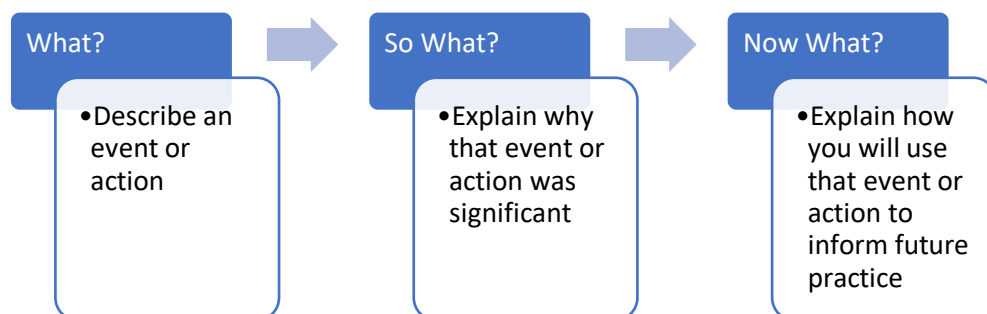 What?
•Describe an
event or
action
So What?
•Explain why
that event or
action was
significant
Now What?
•Explain how
you will use
that event or
action to
inform future
practice